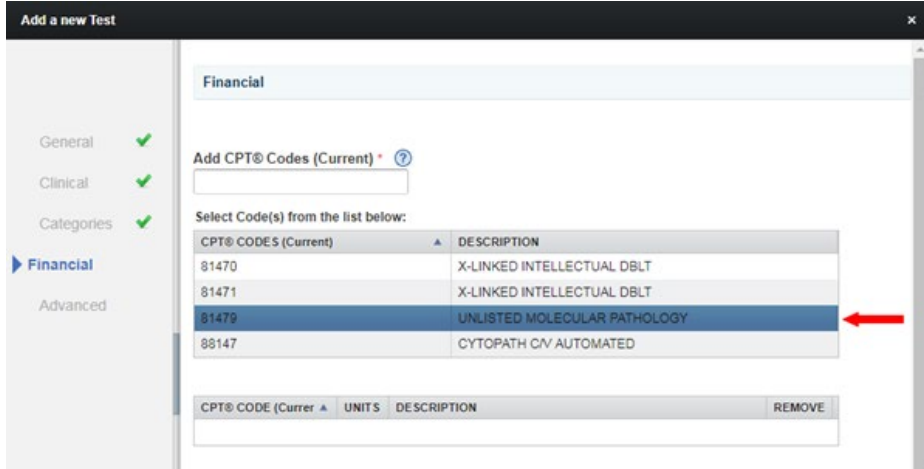 Add a new Test ×
Financial
General
Clinical
Categories
Financial
Advanced
Add CPT® Codes (Current) * ?
Select Code(s) from the list below:
CPT® CODES (Current) DESCRIPTION
81470 X-LINKED INTELLECTUAL DBLT
81471 X-LINKED INTELLECTUAL DBLT
81479 UNLISTED MOLECULAR PATHOLOGY
88147 CYTOPATH C/V AUTOMATED
CPT® CODE (Currer UNITS DESCRIPTION REMOVE